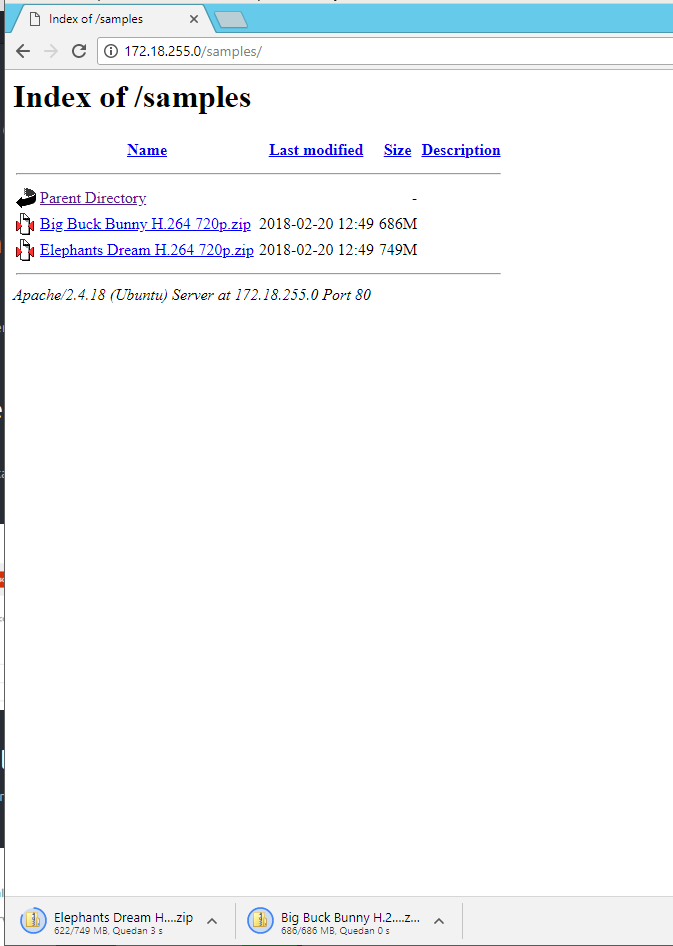 Index of /samples
172.18.255.0/samples/
Index of /samples
Name Last modified Size Description
Parent Directory -
Big Buck Bunny H.264 720p.zip 2018-02-20 12:49 686M
Elephants Dream H.264 720p.zip 2018-02-20 12:49 749M
Apache/2.4.18 (Ubuntu) Server at 172.18.255.0 Port 80
Elephants Dream H....zip
622/749 MB, Quedan 3 s
Big Buck Bunny H.2....z...
686/686 MB, Quedan 0 s